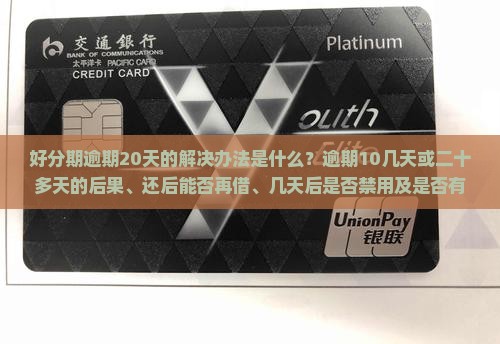 交通銀行
BANK OF COMMUNICATIONS
太平洋卡 PACIFIC CARD
CREDIT CARD
Platinum
outh
好分期逾期20天的解决办法是什么？逾期10几天或二十
多天的后果、还后能否再借、几天后是否禁用及是否有
UnionPay
银联